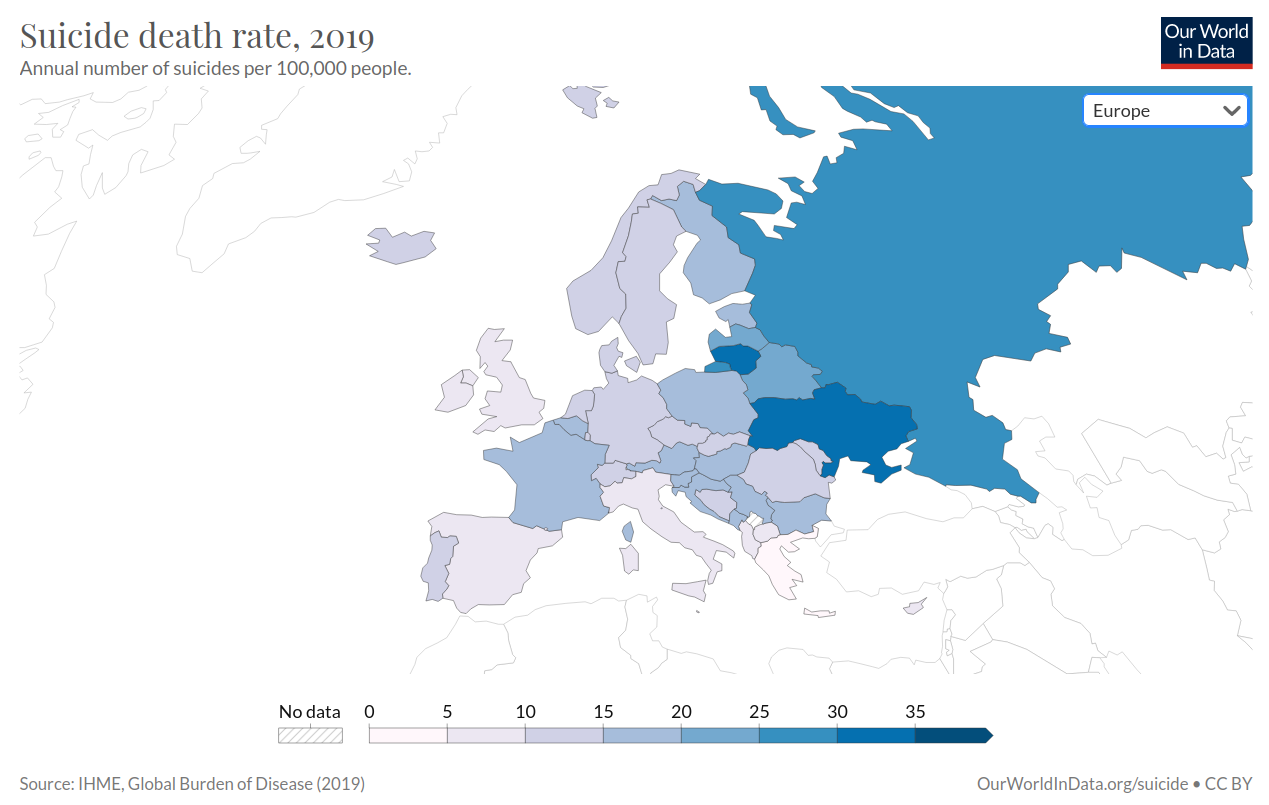 Suicide death rate, 2019
Annual number of suicides per 100,000 people.
Our World
in Data
Europe
No data 0 5 10 15 20 25 30 35
Source: IHME, Global Burden of Disease (2019)
OurWorldInData.org/suicide • CC BY